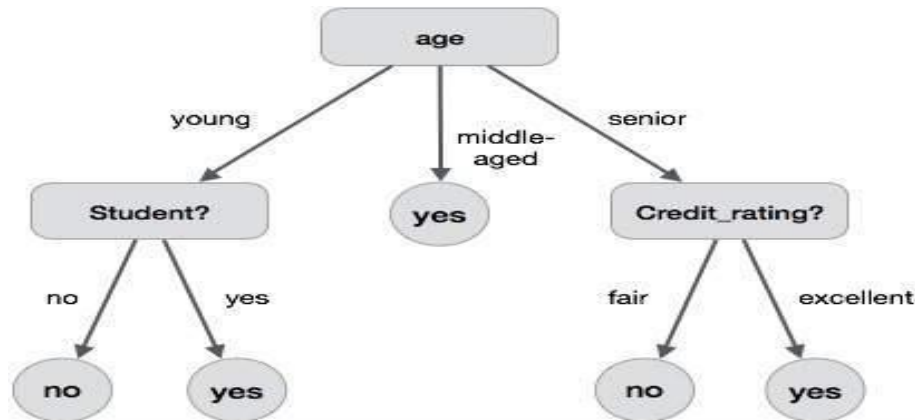 age
young
middle-
aged
senior
Student?
yes
Credit_rating?
no
yes
fair
excellent
no
yes
no
yes